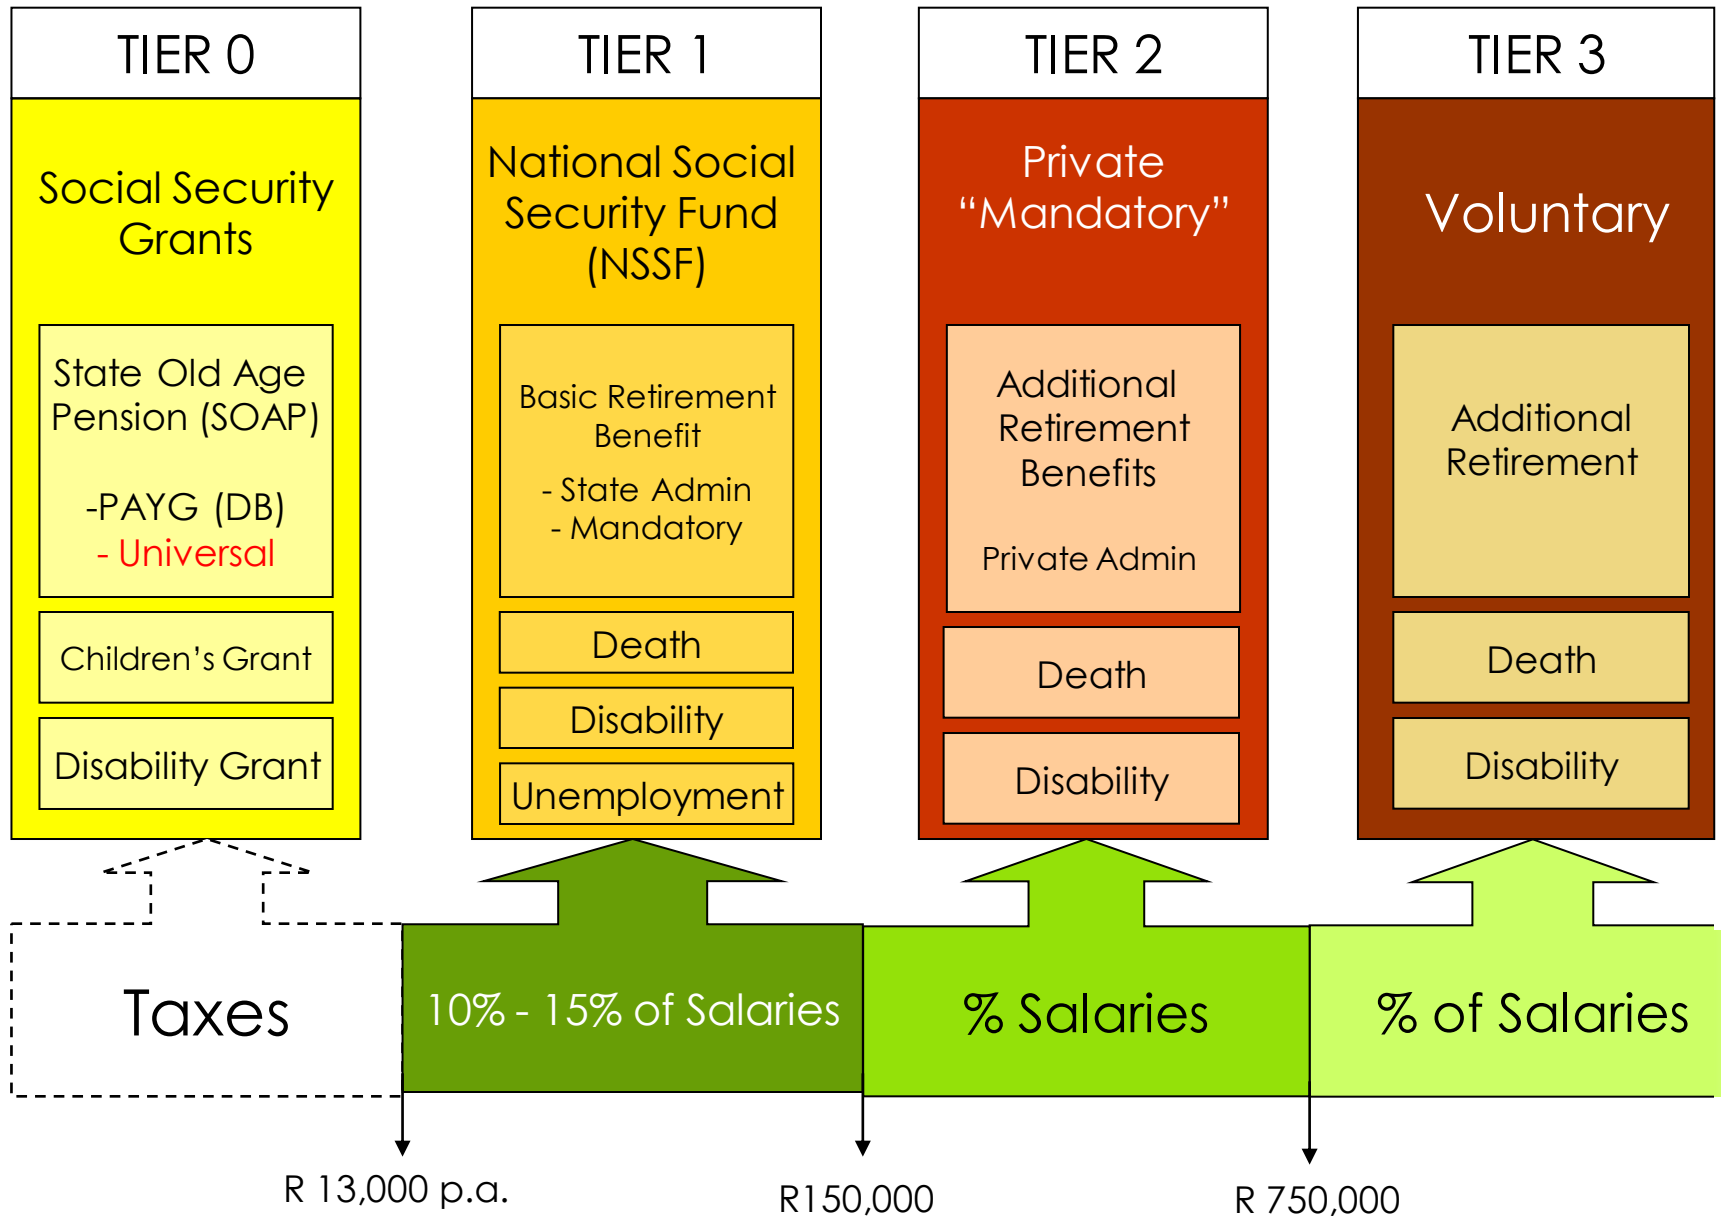 TIER 0
Social Security
Grants
State Old Age
Pension (SOAP)
-PAYG (DB)
- Universal
Children’s Grant
Disability Grant
TIER 1
National Social
Security Fund
(NSSF)
Basic Retirement
Benefit
- State Admin
- Mandatory
Death
Disability
Unemployment
TIER 2
Private
“Mandatory”
Additional
Retirement
Benefits
Private Admin
Death
Disability
TIER 3
Voluntary
Additional
Retirement
Death
Disability
Taxes
10% - 15% of Salaries
% Salaries
% of Salaries
R 13,000 p.a.
R150,000
R 750,000